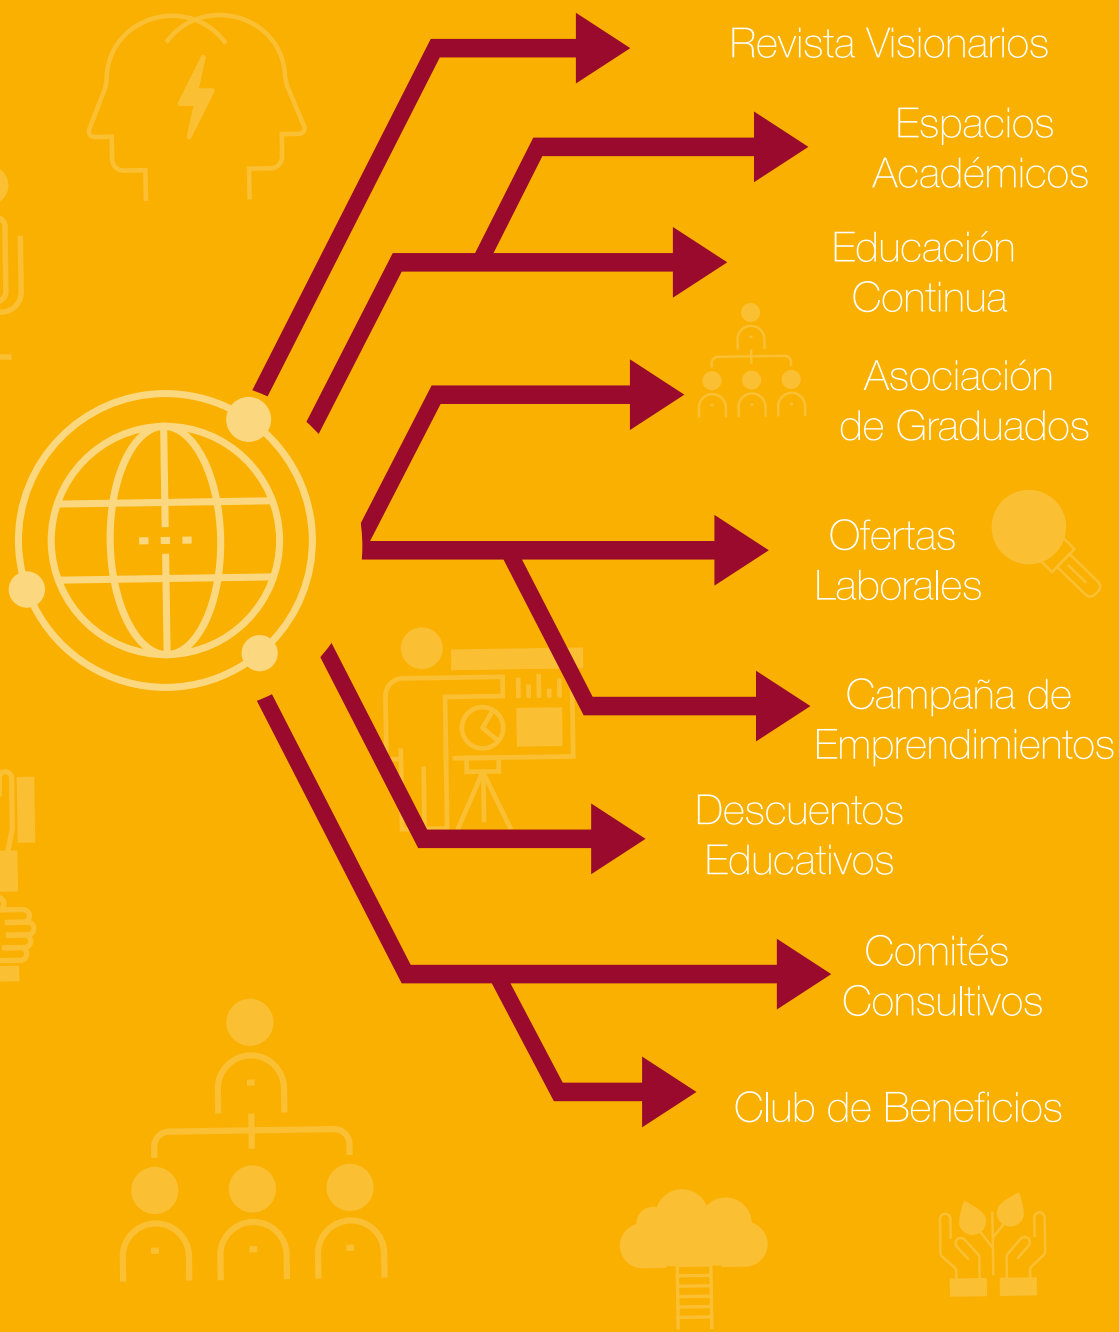 Revista Visionarios
Espacios
Académicos
Educación
Continua
Asociación
de Graduados
Ofertas
Laborales
Campaña de
Emprendimientos
Descuentos
Educativos
Comités
Consultivos
Club de Beneficios